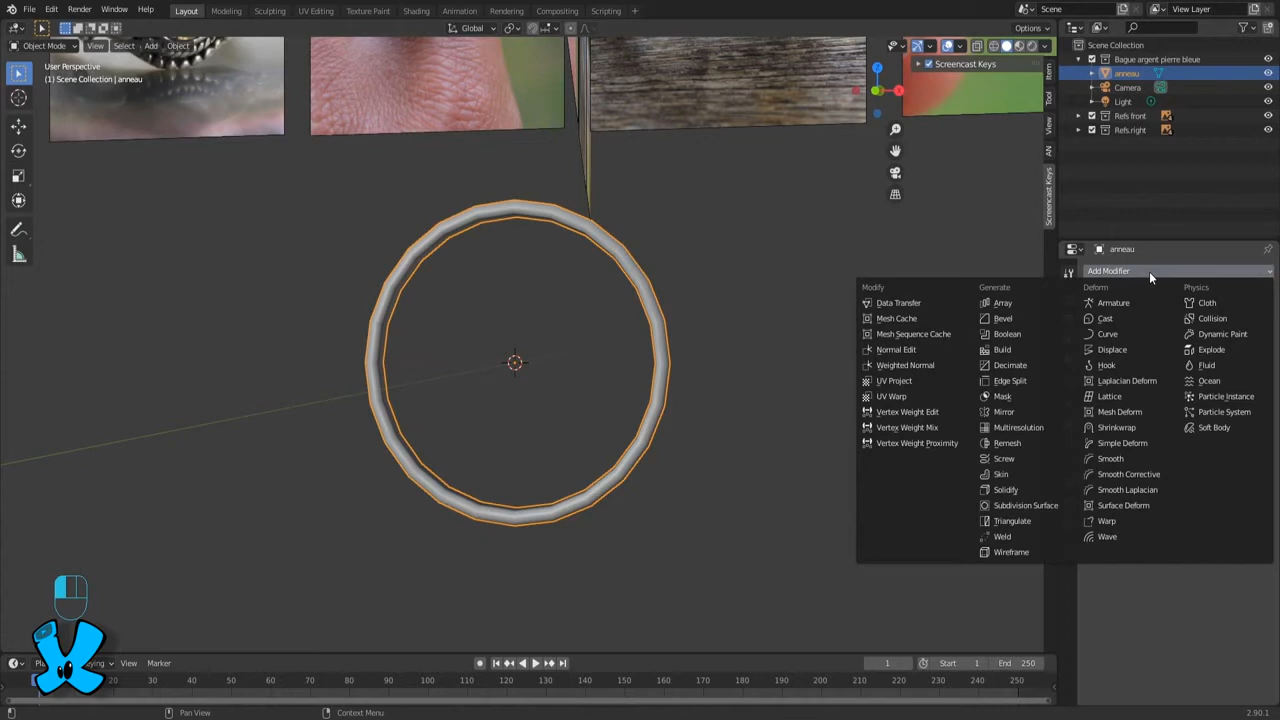 File Edit Render Window Help Layout Modeling Sculpting UV Editing Texture Paint Shading Animation Rendering Compositing Scripting + Scene View Layer
Global Options
Object Mode View Select Add Object
User Perspective
(1) Scene Collection | anneau
Screencast Keys
Z
X
Item
Tool
View
AN
Screencast Keys
Scene Collection
Bague argent pierre bleue
anneau
Camera
Light
Refs front
Refs right
anneau
Add Modifier
Modify
Data Transfer
Mesh Cache
Mesh Sequence Cache
Normal Edit
Weighted Normal
UV Project
UV Warp
Vertex Weight Edit
Vertex Weight Mix
Vertex Weight Proximity
Generate
Array
Bevel
Boolean
Build
Decimate
Edge Split
Mask
Mirror
Multiresolution
Remesh
Screw
Skin
Solidify
Subdivision Surface
Triangulate
Weld
Wireframe
Deform
Armature
Cast
Curve
Displace
Hook
Laplacian Deform
Lattice
Mesh Deform
Shrinkwrap
Simple Deform
Smooth
Smooth Corrective
Smooth Laplacian
Surface Deform
Warp
Wave
Physics
Cloth
Collision
Dynamic Paint
Explode
Fluid
Ocean
Particle Instance
Particle System
Soft Body
View Marker 1 Start 1 End 250
20 30 40 50 60 70 80 90 100 110 120 130 140 150 160 170 180 190 200 210 220 230 240 250
Pan View Context Menu 2.90.1